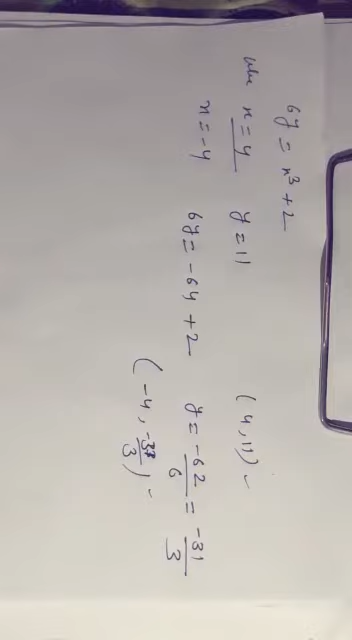 6y = x³ + 2
when x = 4 y = 11 (4, 11)
x = -4 6y = -64 + 2 y = -62/6 = -31/3
(-4, -31/3)